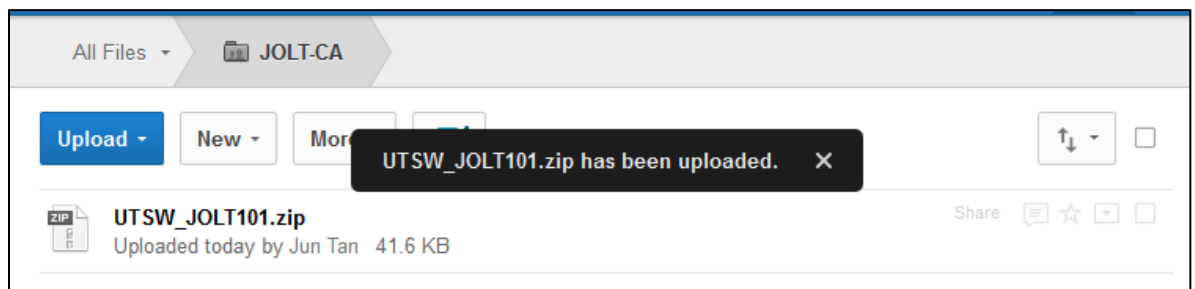 All Files
JOLT-CA
Upload
New
UTSW_JOLT101.zip has been uploaded.
ZIP
UTSW_JOLT101.zip
Share
Uploaded today by Jun Tan 41.6 KB